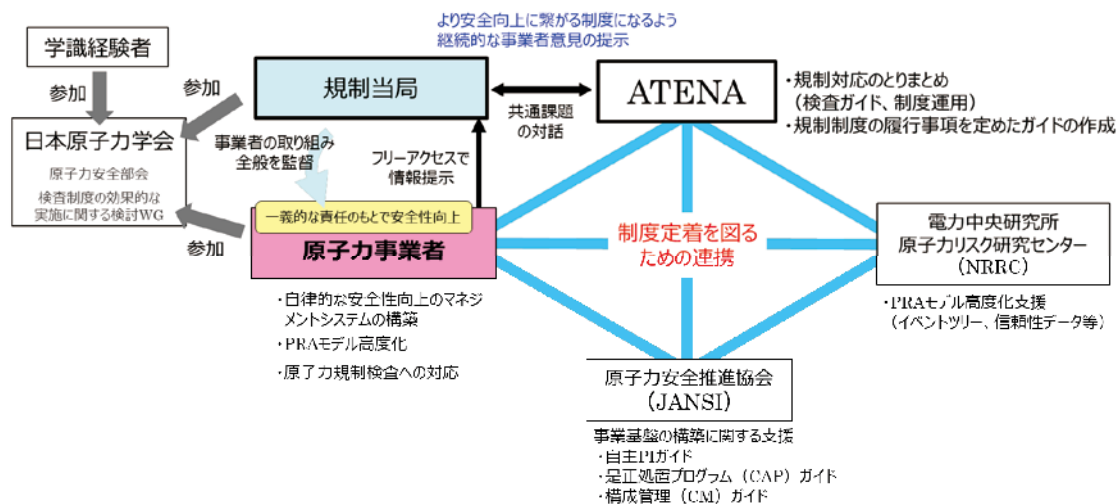 より安全向上に繋がる制度になるよう
継続的な事業者意見の提示
学識経験者
参加
参加
規制当局
共通課題
の対話
ATENA
・規制対応のとりまとめ
（検査ガイド、制度運用）
・規制制度の履行事項を定めたガイドの作成
日本原子力学会
原子力安全部会
検査制度の効果的な
実施に関する検討WG
事業者の取り組み
全般を監督
フリーアクセスで
情報提示
参加
一義的な責任のもとで安全性向上
原子力事業者
・自律的な安全性向上のマネジ
メントシステムの構築
・PRAモデル高度化
・原子力規制検査への対応
制度定着を図る
ための連携
電力中央研究所
原子力リスク研究センター
（NRRC）
・PRAモデル高度化支援
（イベントツリー、信頼性データ等）
原子力安全推進協会
（JANSI）
事業基盤の構築に関する支援
・自主PIガイド
・是正処置プログラム（CAP）ガイド
・構成管理（CM）ガイド